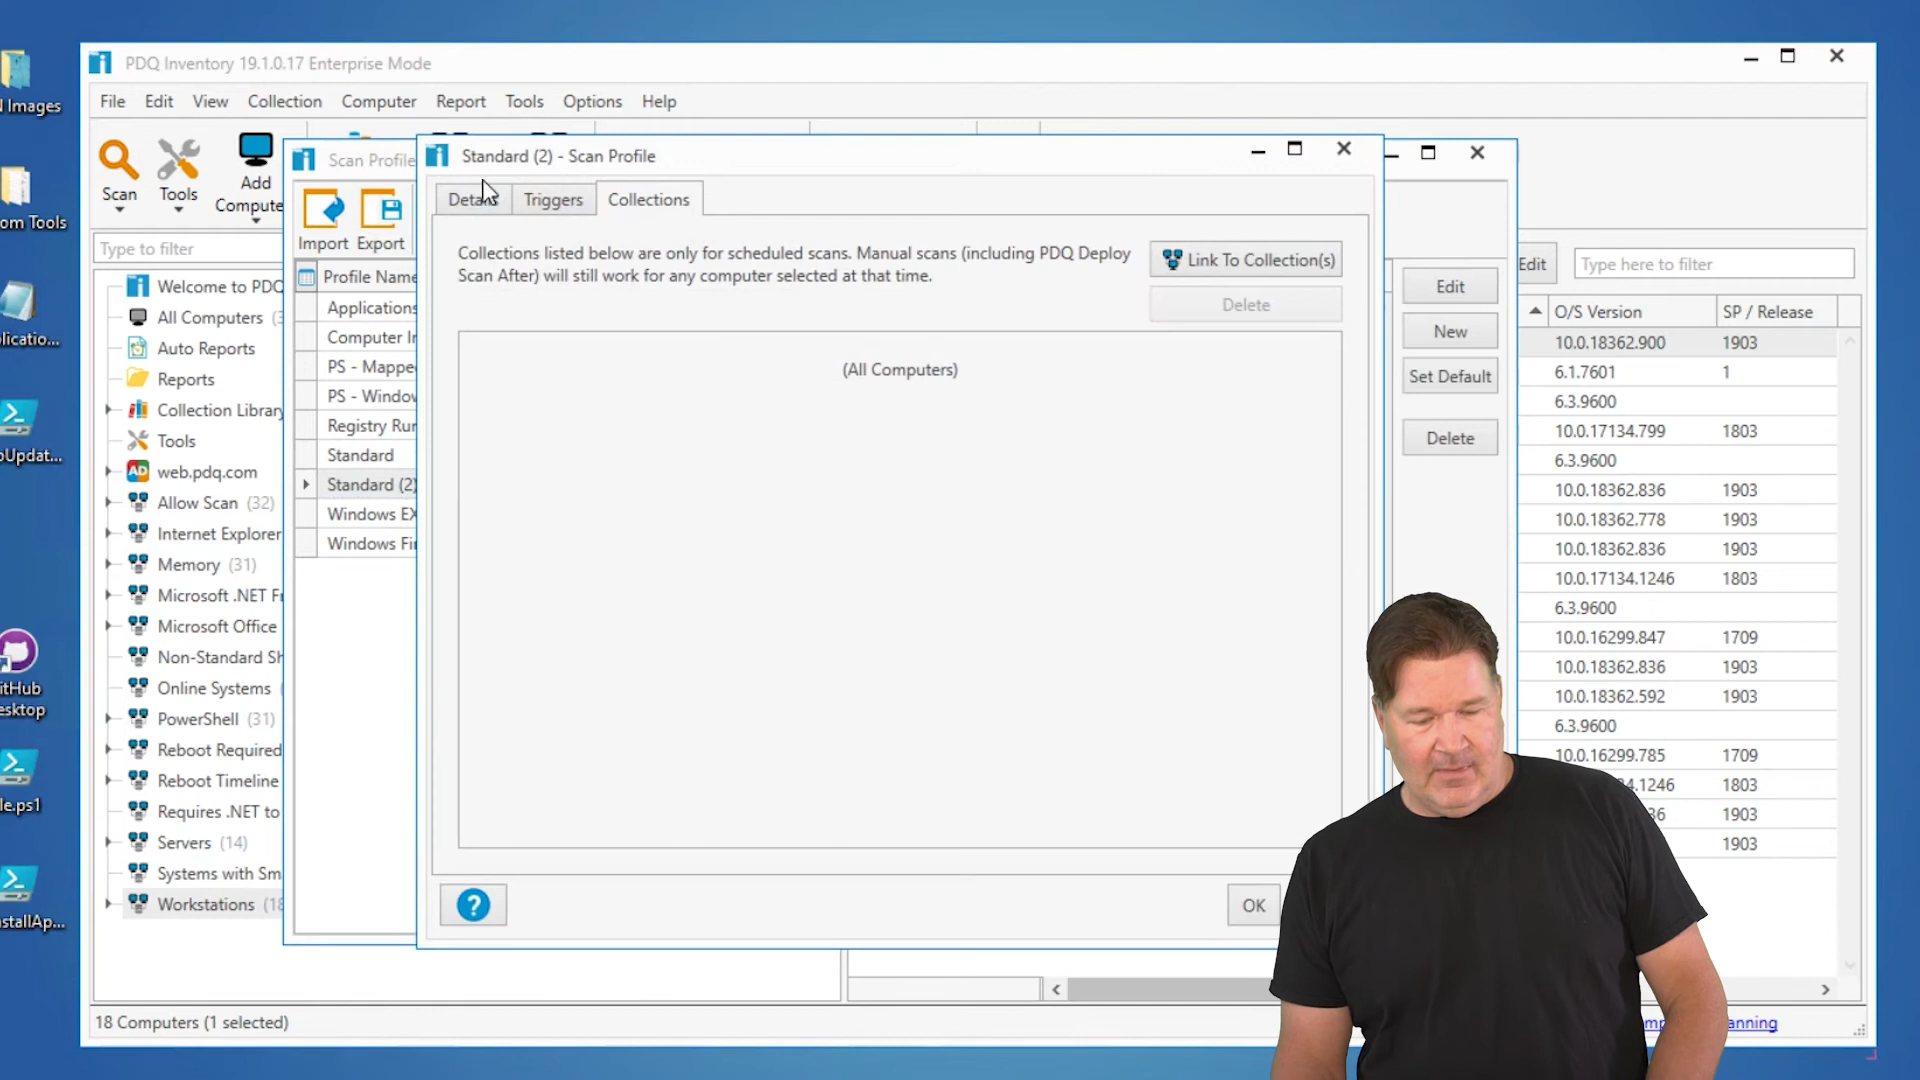 PDQ Inventory 19.1.0.17 Enterprise Mode
File Edit View Collection Computer Report Tools Options Help
Scan
Tools
Add
Compute
Type to filter
Welcome to PDQ
All Computers
Auto Reports
Reports
Collection Library
Tools
web.pdq.com
Allow Scan (32)
Internet Explorer
Memory (31)
Microsoft .NET F
Microsoft Office
Non-Standard Sh
Online Systems
PowerShell (31)
Reboot Required
Reboot Timeline
Requires .NET to
Servers (14)
Systems with Sm
Workstations (18
18 Computers (1 selected)
Images
om Tools
plicatio...
oUpdat...
itHub
esktop
le.ps1
stallAp...
Scan Profile
Import Export
Profile Name
Applications
Computer In
PS - Mappe
PS - Window
Registry Run
Standard
Standard (2)
Windows EX
Windows Fir
Edit
New
Set Default
Delete
Standard (2) - Scan Profile
Details Triggers Collections
Collections listed below are only for scheduled scans. Manual scans (including PDQ Deploy
Scan After) will still work for any computer selected at that time.
Link To Collection(s)
Delete
(All Computers)
?
OK
Edit
Type here to filter
O/S Version SP / Release
10.0.18362.900 1903
6.1.7601 1
6.3.9600
10.0.17134.799 1803
6.3.9600
10.0.18362.836 1903
10.0.18362.778 1903
10.0.18362.836 1903
10.0.17134.1246 1803
6.3.9600
10.0.16299.847 1709
10.0.18362.836 1903
10.0.18362.592 1903
6.3.9600
10.0.16299.785 1709
4.1246 1803
36 1903
1903
anning